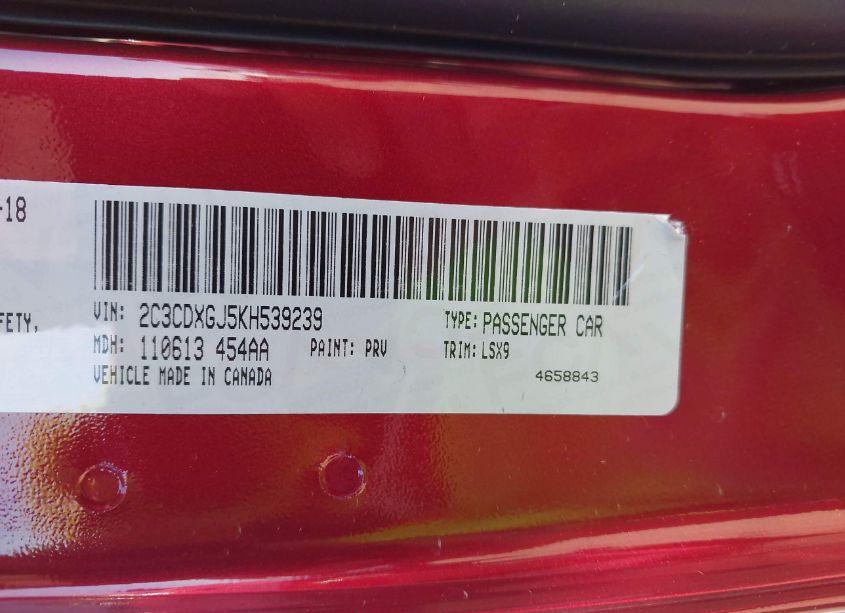 -18
VIN: 2C3CDXGJ5KH539239 TYPE: PASSENGER CAR
FETY,
MDH: 110613 454AA PAINT: PRV TRIM: LSX9
VEHICLE MADE IN CANADA 4658843